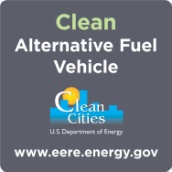 Clean
Alternative Fuel
Vehicle
Clean
Cities
U.S. Department of Energy
www.eere.energy.gov